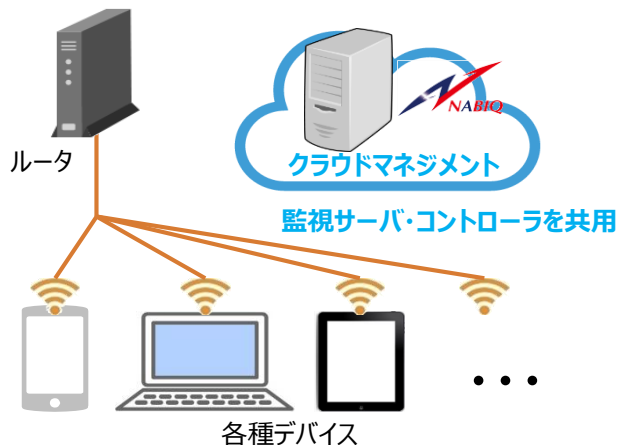 NABIQ
クラウドマネジメント
ルータ
監視サーバ・コントローラを共用
・・・
各種デバイス